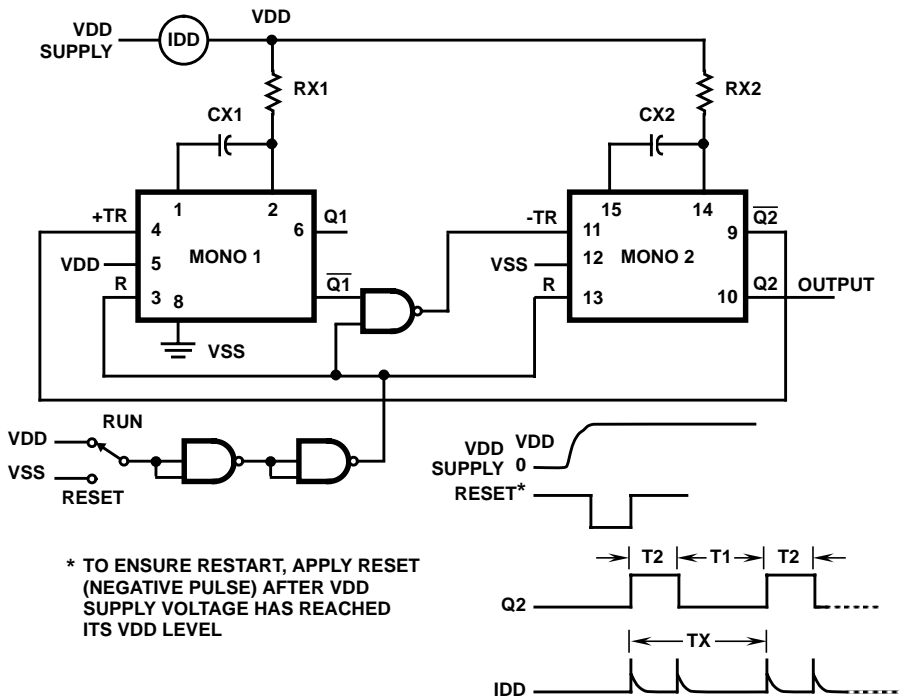 VDD
SUPPLY
IDD
VDD
RX1
RX2
CX1
CX2
1
2
+TR
4
6
Q1
VDD
5
MONO 1
R
3
8
Q1
VSS
15
14
-TR
11
9
Q2
VSS
12
MONO 2
R
13
10
Q2
OUTPUT
RUN
VDD
VSS
RESET
VDD
SUPPLY
VDD
0
RESET*
T2
T1
T2
Q2
TX
IDD
* TO ENSURE RESTART, APPLY RESET
(NEGATIVE PULSE) AFTER VDD
SUPPLY VOLTAGE HAS REACHED
ITS VDD LEVEL